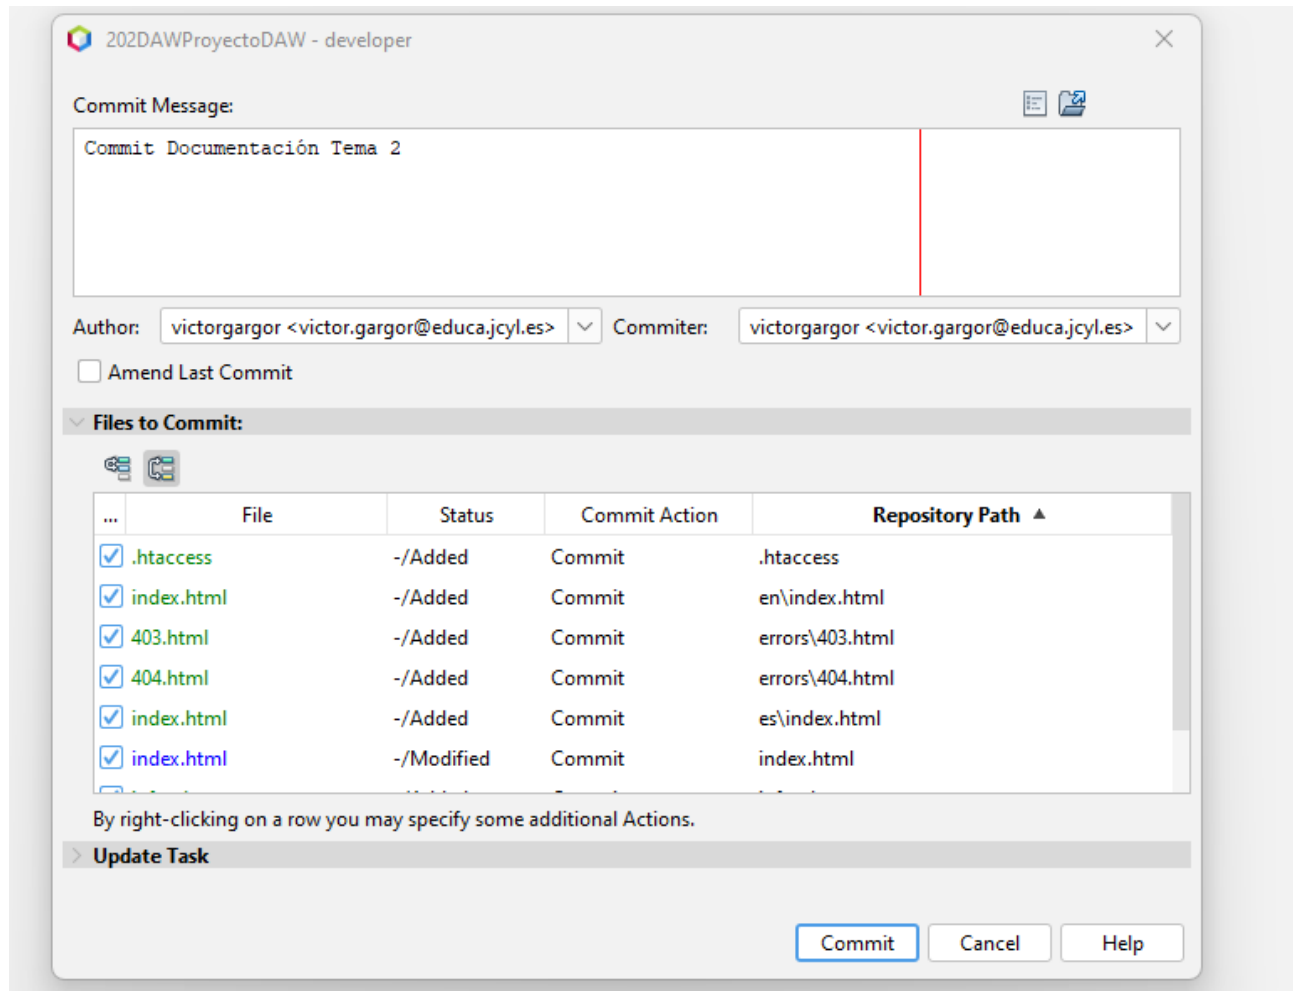 202DAWProyectoDAW - developer
Commit Message:
Commit Documentación Tema 2
Author: victorgargor <victor.gargor@educa.jcyl.es> Commiter: victorgargor <victor.gargor@educa.jcyl.es>
Amend Last Commit
Files to Commit:
... File Status Commit Action Repository Path ▲
.htaccess -/Added Commit .htaccess
index.html -/Added Commit en\index.html
403.html -/Added Commit errors\403.html
404.html -/Added Commit errors\404.html
index.html -/Added Commit es\index.html
index.html -/Modified Commit index.html
By right-clicking on a row you may specify some additional Actions.
Update Task
Commit Cancel Help